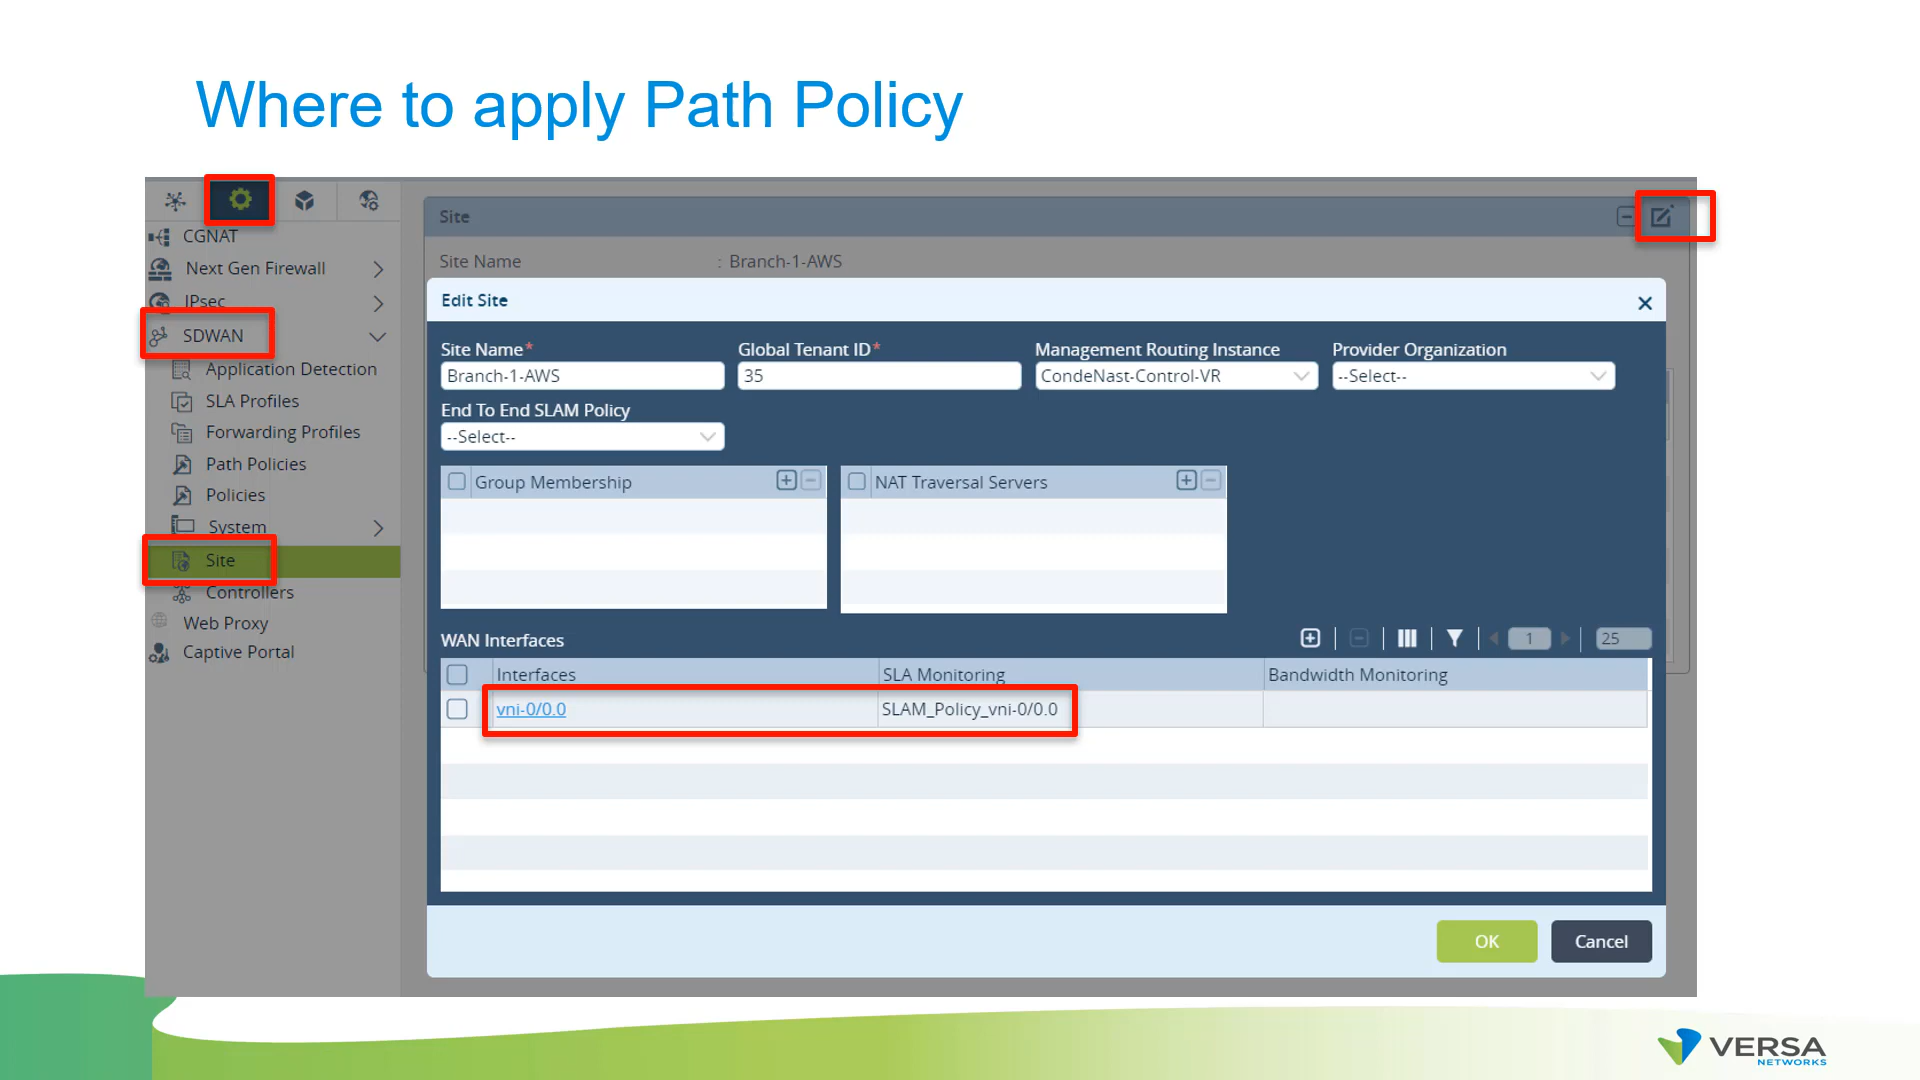 Where to apply Path Policy
CGNAT
Next Gen Firewall
IPsec
SDWAN
Application Detection
SLA Profiles
Forwarding Profiles
Path Policies
Policies
System
Site
Controllers
Web Proxy
Captive Portal
Site
Site Name : Branch-1-AWS
Edit Site
Site Name* Global Tenant ID* Management Routing Instance Provider Organization
Branch-1-AWS 35 CondeNast-Control-VR --Select--
End To End SLAM Policy
--Select--
Group Membership NAT Traversal Servers
WAN Interfaces 1 25
Interfaces SLA Monitoring Bandwidth Monitoring
vni-0/0.0 SLAM_Policy_vni-0/0.0
OK Cancel
VERSA
NETWORKS